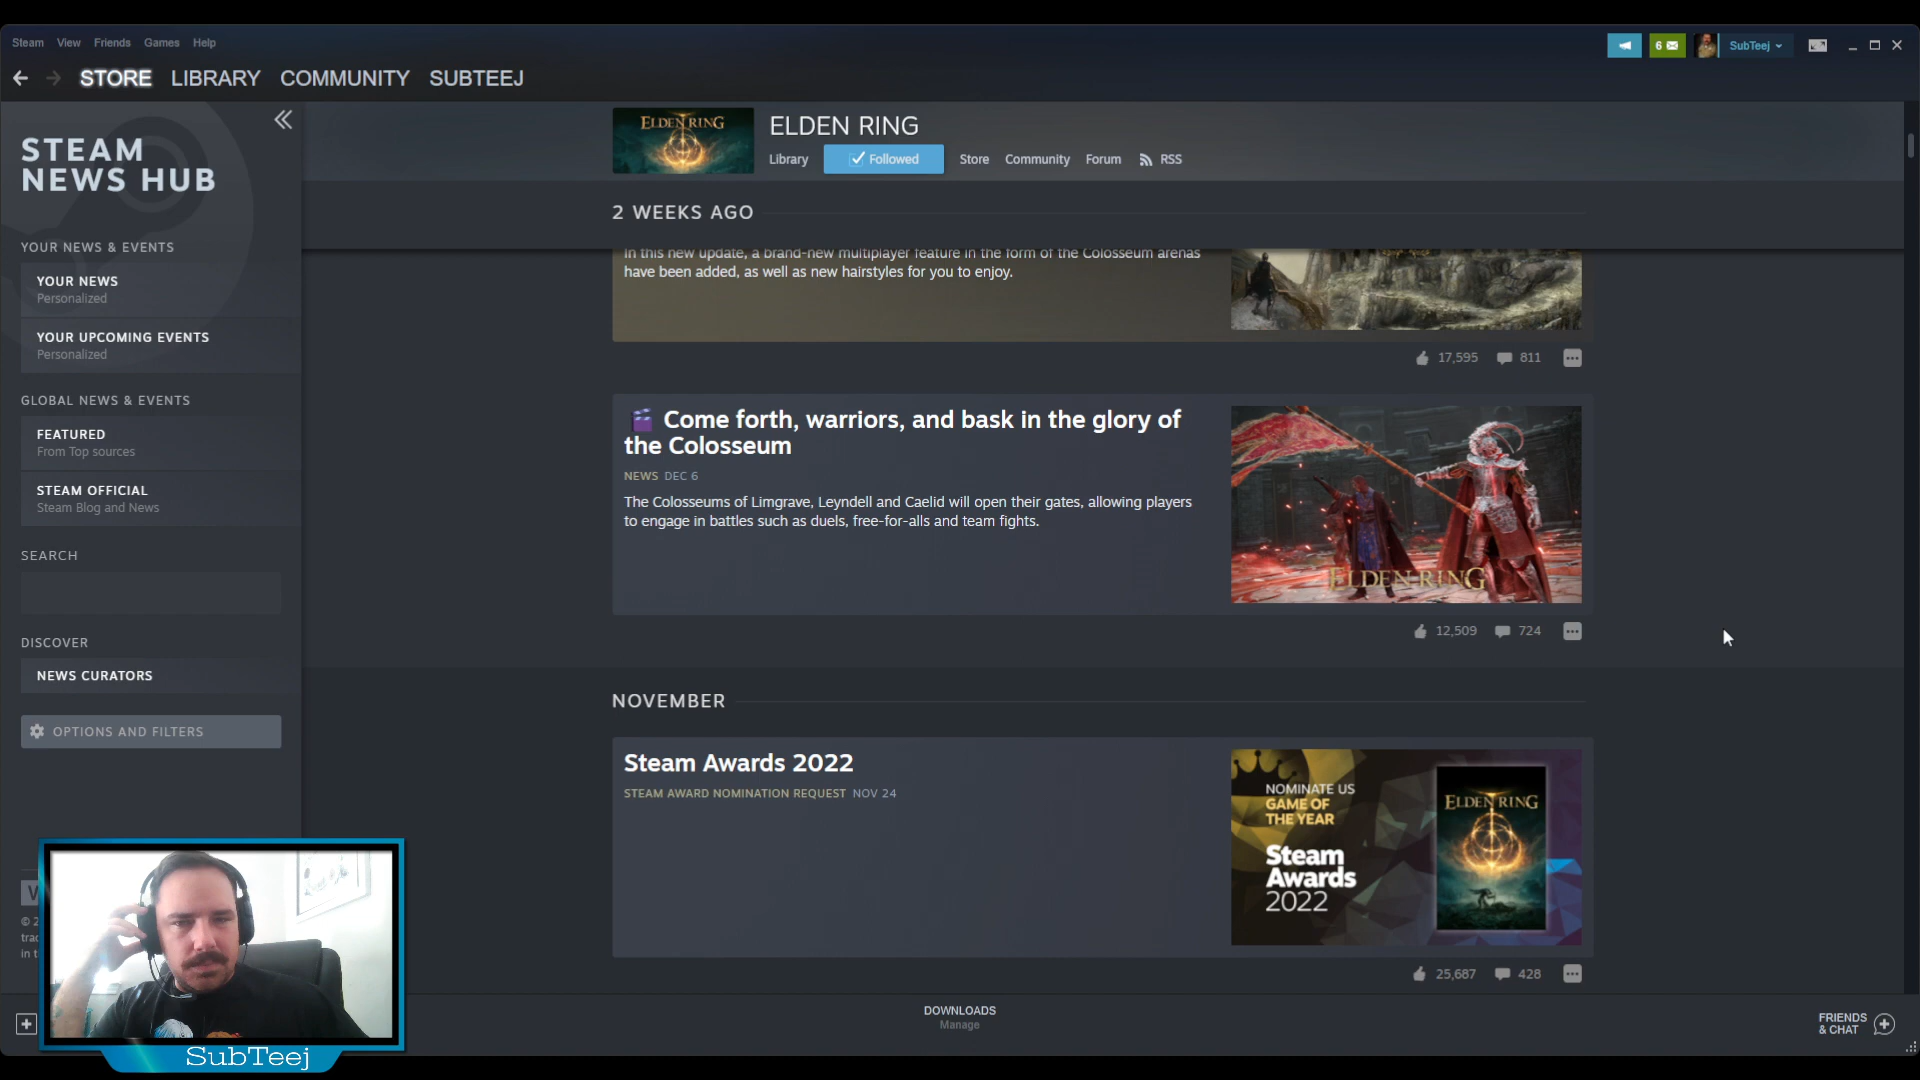 Steam View Friends Games Help
6 SubTeej
STORE LIBRARY COMMUNITY SUBTEEJ
STEAM
NEWS HUB
YOUR NEWS & EVENTS
YOUR NEWS
Personalized
YOUR UPCOMING EVENTS
Personalized
GLOBAL NEWS & EVENTS
FEATURED
From Top sources
STEAM OFFICIAL
Steam Blog and News
SEARCH
DISCOVER
NEWS CURATORS
OPTIONS AND FILTERS
ELDEN RING
ELDEN RING
Library Followed Store Community Forum RSS
2 WEEKS AGO
In this new update, a brand-new multiplayer feature in the form of the Colosseum arenas
have been added, as well as new hairstyles for you to enjoy.
17,595 811
Come forth, warriors, and bask in the glory of
the Colosseum
NEWS DEC 6
The Colosseums of Limgrave, Leyndell and Caelid will open their gates, allowing players
to engage in battles such as duels, free-for-alls and team fights.
ELDEN RING
12,509 724
NOVEMBER
Steam Awards 2022
STEAM AWARD NOMINATION REQUEST NOV 24
NOMINATE US
GAME OF
THE YEAR
Steam
Awards
2022
ELDEN RING
25,687 428
© 2
trad
in t
DOWNLOADS
Manage
FRIENDS
& CHAT
SubTeej